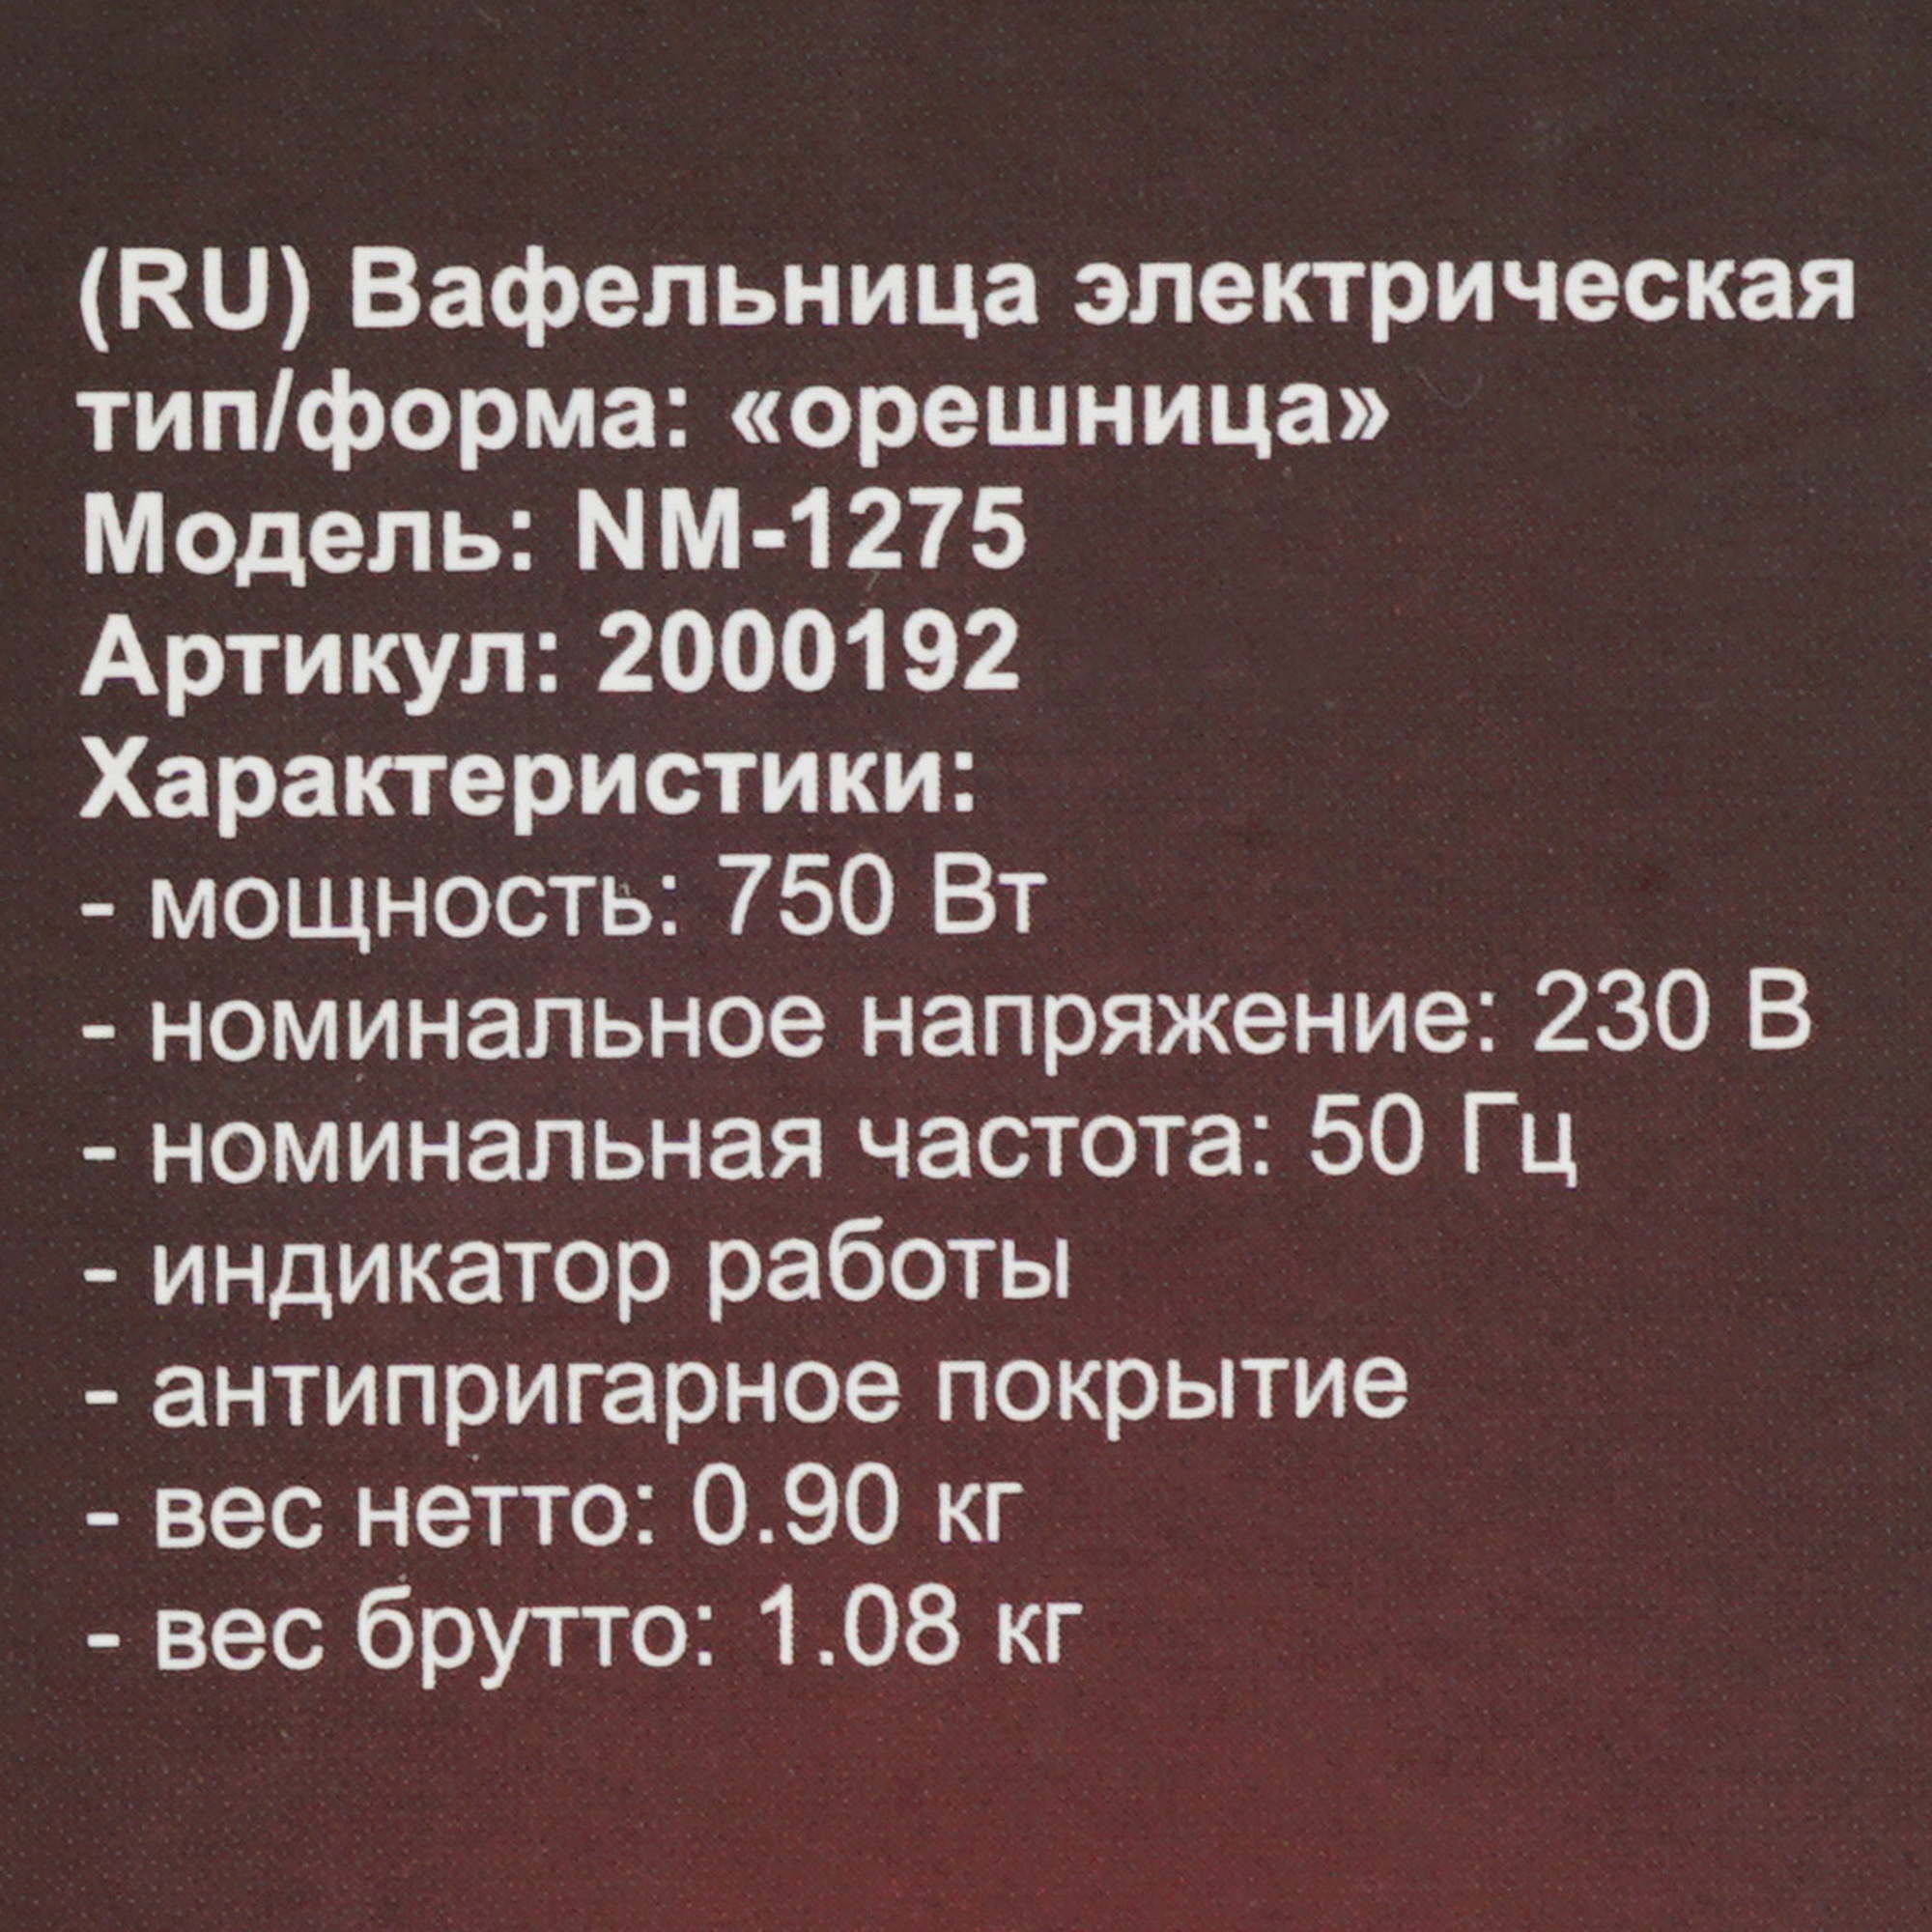 (RU) Вафельница электрическая
тип/форма: «орешница»
Модель: NM-1275
Артикул: 2000192
Характеристики:
- мощность: 750 Вт
- номинальное напряжение: 230 В
- номинальная частота: 50 Гц
- индикатор работы
- антипригарное покрытие
- вес нетто: 0.90 кг
- вес брутто: 1.08 кг